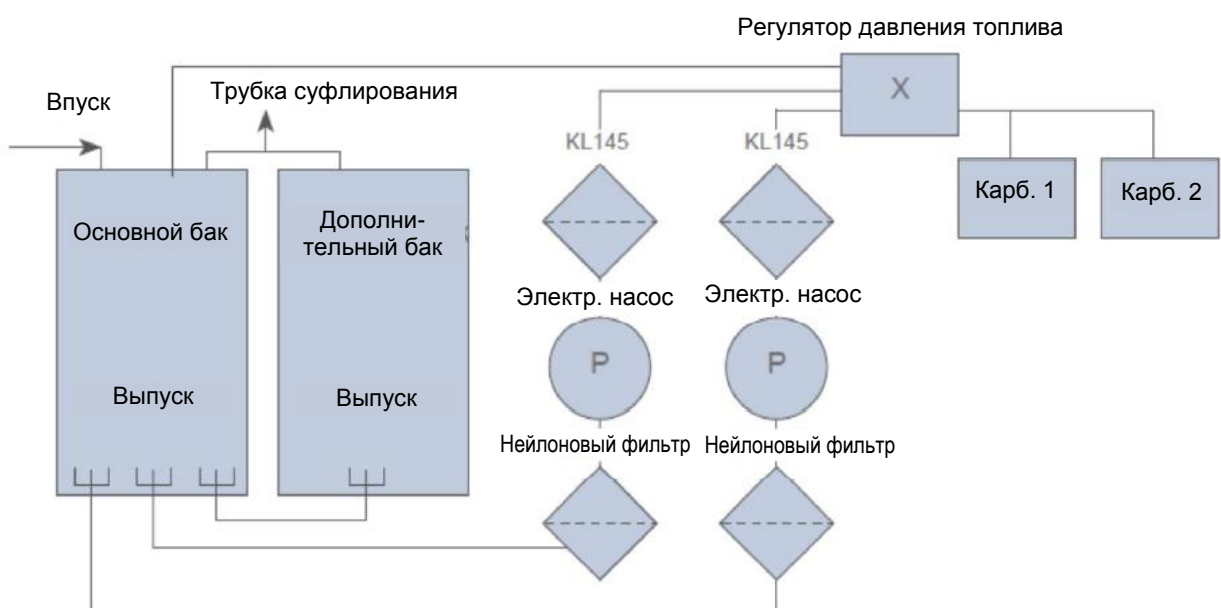 Регулятор давления топлива
Впуск
Трубка суфлирования
X
KL145
KL145
Карб. 1
Карб. 2
Основной бак
Дополни-
тельный бак
Электр. насос
Электр. насос
P
P
Выпуск
Выпуск
Нейлоновый фильтр
Нейлоновый фильтр